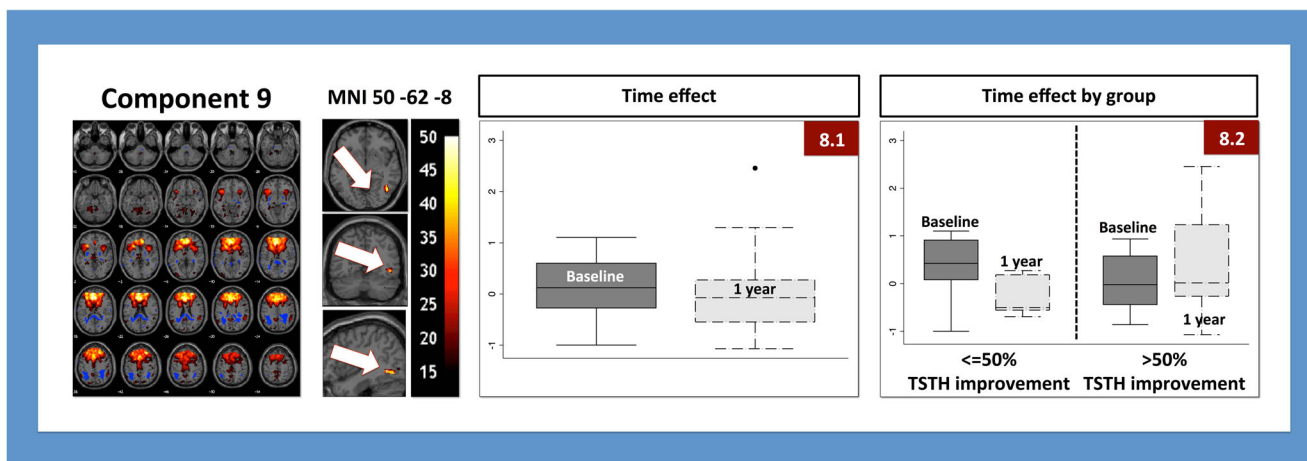 Component 9
MNI 50 -62 -8
50
45
40
35
30
25
20
15
Time effect
8.1
3
2
1
0
-1
Baseline
1 year
Time effect by group
8.2
3
2
1
0
-1
Baseline
1 year
Baseline
1 year
<=50%
TSTH improvement
>50%
TSTH improvement